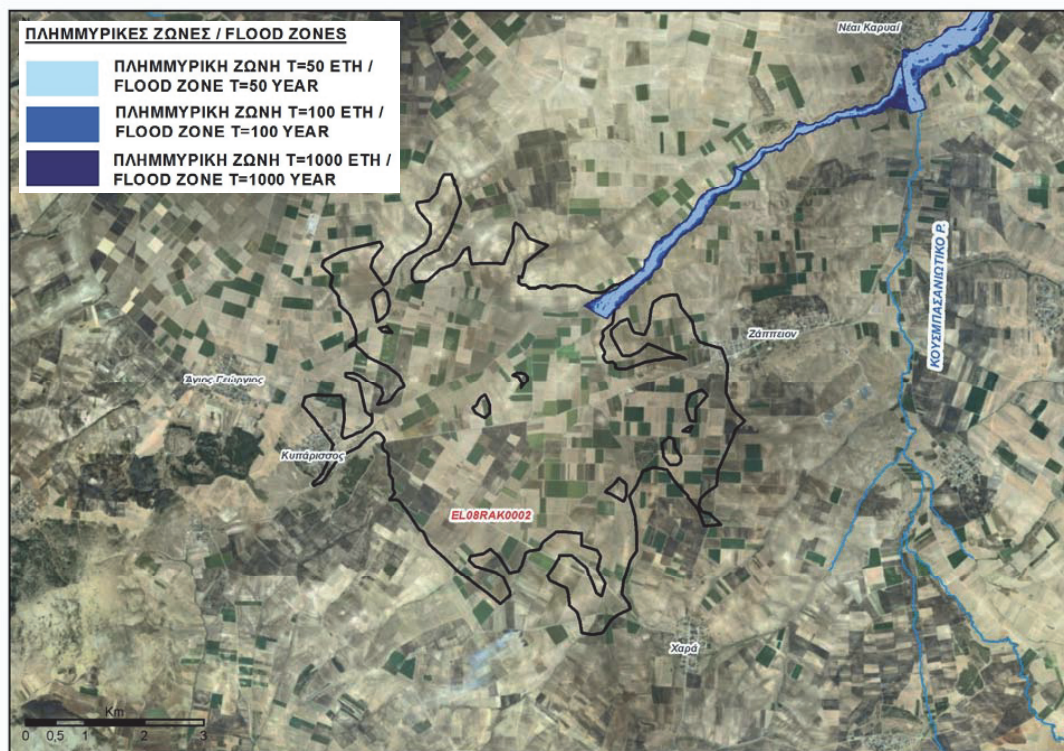 ΠΛΗΜΜΥΡΙΚΕΣ ΖΩΝΕΣ / FLOOD ZONES
ΠΛΗΜΜΥΡΙΚΗ ΖΩΝΗ T=50 ΕΤΗ /
FLOOD ZONE T=50 YEAR
ΠΛΗΜΜΥΡΙΚΗ ΖΩΝΗ T=100 ΕΤΗ /
FLOOD ZONE T=100 YEAR
ΠΛΗΜΜΥΡΙΚΗ ΖΩΝΗ T=1000 ΕΤΗ /
FLOOD ZONE T=1000 YEAR
Νέαι Καρυαί
ΚΟΥΣΜΠΑΣΑΝΙΩΤΙΚΟ Ρ.
Ζάππειον
Άγιος Γεώργιος
Κυπάρισσος
EL08RAK0002
Χαρά
Km
0 0,5 1 2 3